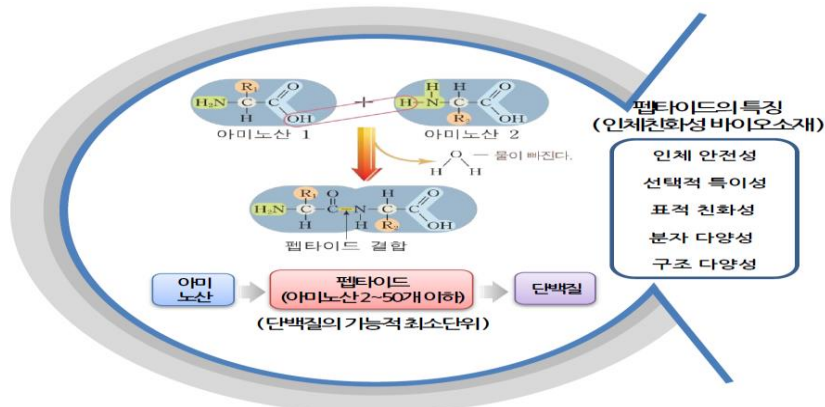 R₁ O
H₂N C C
H OH
아미노산 1
+
H H O
H N C C
R OH
아미노산 2
O
H H
물이 빠진다.
R₁ O H O
H₂N C C N C C
H H R₂ OH
펩타이드 결합
아미
노산
펩타이드
(아미노산 2~50개 이하)
단백질
(단백질의 기능적 최소단위)
펩타이드의 특징
(인체친화성 바이오소재)
인체 안전성
선택적 특이성
표적 친화성
분자 다양성
구조 다양성